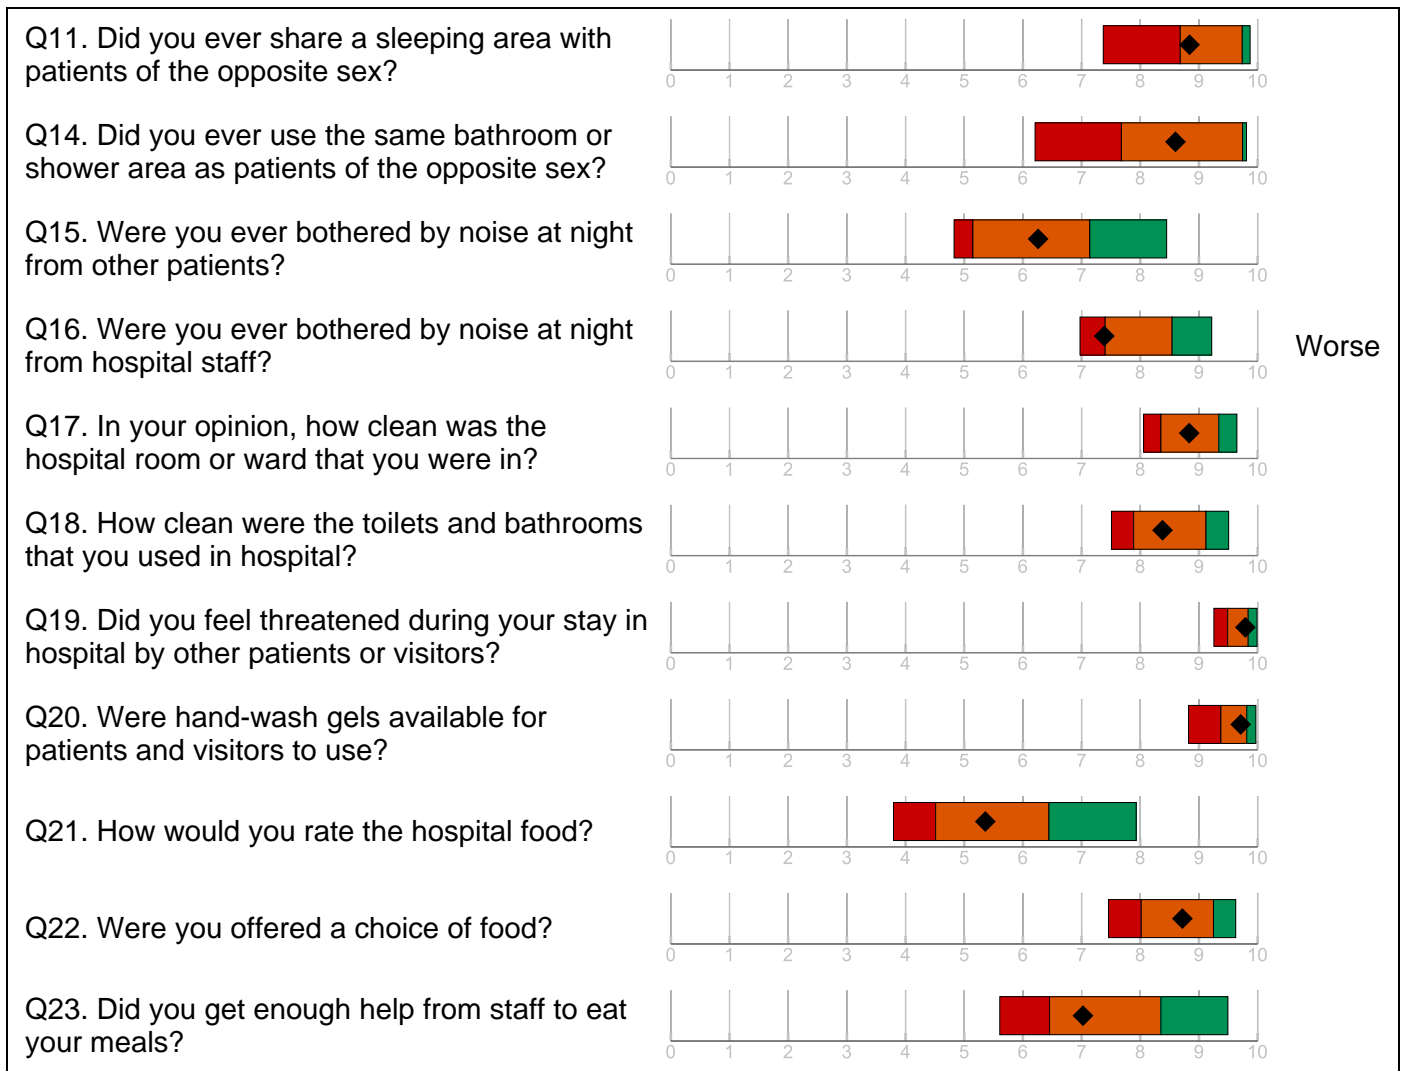 Q11. Did you ever share a sleeping area with
patients of the opposite sex?
0 1 2 3 4 5 6 7 8 9 10
Q14. Did you ever use the same bathroom or
shower area as patients of the opposite sex?
0 1 2 3 4 5 6 7 8 9 10
Q15. Were you ever bothered by noise at night
from other patients?
0 1 2 3 4 5 6 7 8 9 10
Q16. Were you ever bothered by noise at night
from hospital staff?
Worse
0 1 2 3 4 5 6 7 8 9 10
Q17. In your opinion, how clean was the
hospital room or ward that you were in?
0 1 2 3 4 5 6 7 8 9 10
Q18. How clean were the toilets and bathrooms
that you used in hospital?
0 1 2 3 4 5 6 7 8 9 10
Q19. Did you feel threatened during your stay in
hospital by other patients or visitors?
0 1 2 3 4 5 6 7 8 9 10
Q20. Were hand-wash gels available for
patients and visitors to use?
0 1 2 3 4 5 6 7 8 9 10
Q21. How would you rate the hospital food?
0 1 2 3 4 5 6 7 8 9 10
Q22. Were you offered a choice of food?
0 1 2 3 4 5 6 7 8 9 10
Q23. Did you get enough help from staff to eat
your meals?
0 1 2 3 4 5 6 7 8 9 10